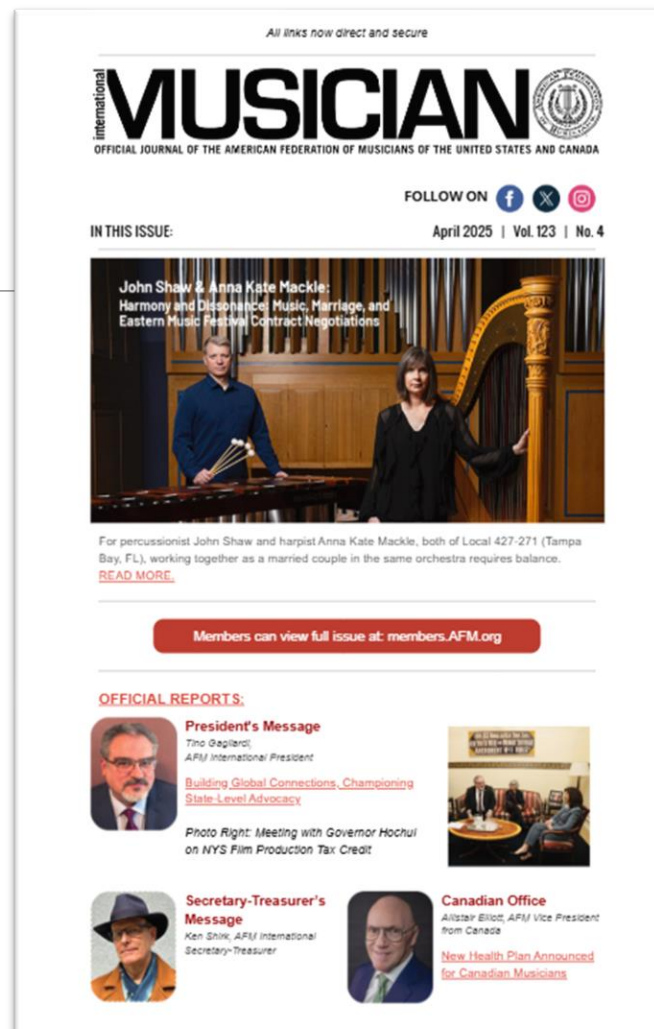 All links now direct and secure
international
MUSICIAN
OFFICIAL JOURNAL OF THE AMERICAN FEDERATION OF MUSICIANS OF THE UNITED STATES AND CANADA
FOLLOW ON
IN THIS ISSUE:
April 2025 | Vol. 123 | No. 4
John Shaw & Anna Kate Mackle:
Harmony and Dissonance: Music, Marriage, and
Eastern Music Festival Contract Negotiations
For percussionist John Shaw and harpist Anna Kate Mackle, both of Local 427-271 (Tampa
Bay, FL), working together as a married couple in the same orchestra requires balance.
READ MORE.
Members can view full issue at: members.AFM.org
OFFICIAL REPORTS:
President's Message
Tino Gagliardi,
AFM International President
Building Global Connections, Championing
State-Level Advocacy
Photo Right: Meeting with Governor Hochul
on NYS Film Production Tax Credit
Secretary-Treasurer's
Message
Ken Shirk, AFM International
Secretary-Treasurer
Canadian Office
Alistair Elliott, AFM Vice President
from Canada
New Health Plan Announced
for Canadian Musicians